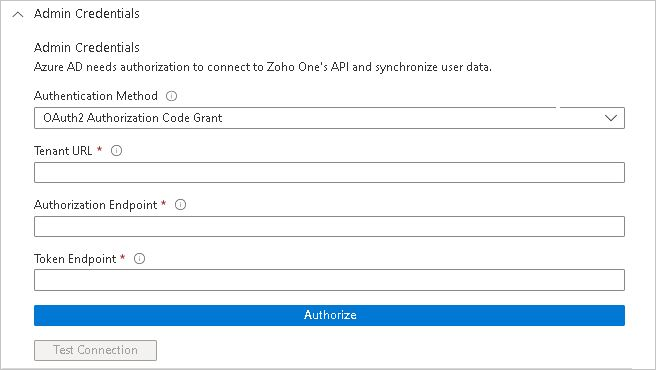 Admin Credentials
Admin Credentials
Azure AD needs authorization to connect to Zoho One's API and synchronize user data.
Authentication Method
OAuth2 Authorization Code Grant
Tenant URL *
Authorization Endpoint *
Token Endpoint *
Authorize
Test Connection